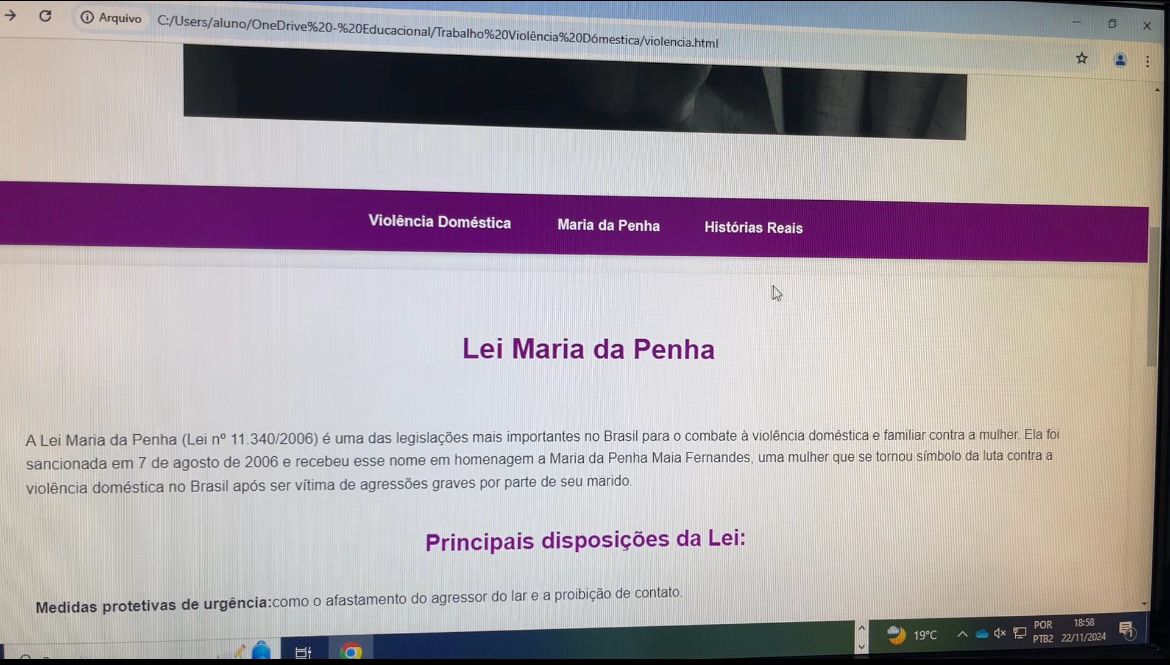 Arquivo C:/Users/aluno/OneDrive%20-%20Educacional/Trabalho%20Violência%20Dómestica/violencia.html
Violência Doméstica Maria da Penha Histórias Reais
Lei Maria da Penha
A Lei Maria da Penha (Lei nº 11.340/2006) é uma das legislações mais importantes no Brasil para o combate à violência doméstica e familiar contra a mulher. Ela foi
sancionada em 7 de agosto de 2006 e recebeu esse nome em homenagem a Maria da Penha Maia Fernandes, uma mulher que se tornou símbolo da luta contra a
violência doméstica no Brasil após ser vítima de agressões graves por parte de seu marido.
Principais disposições da Lei:
Medidas protetivas de urgência:como o afastamento do agressor do lar e a proibição de contato.
19°C POR 18:58
PTB2 22/11/2024 1